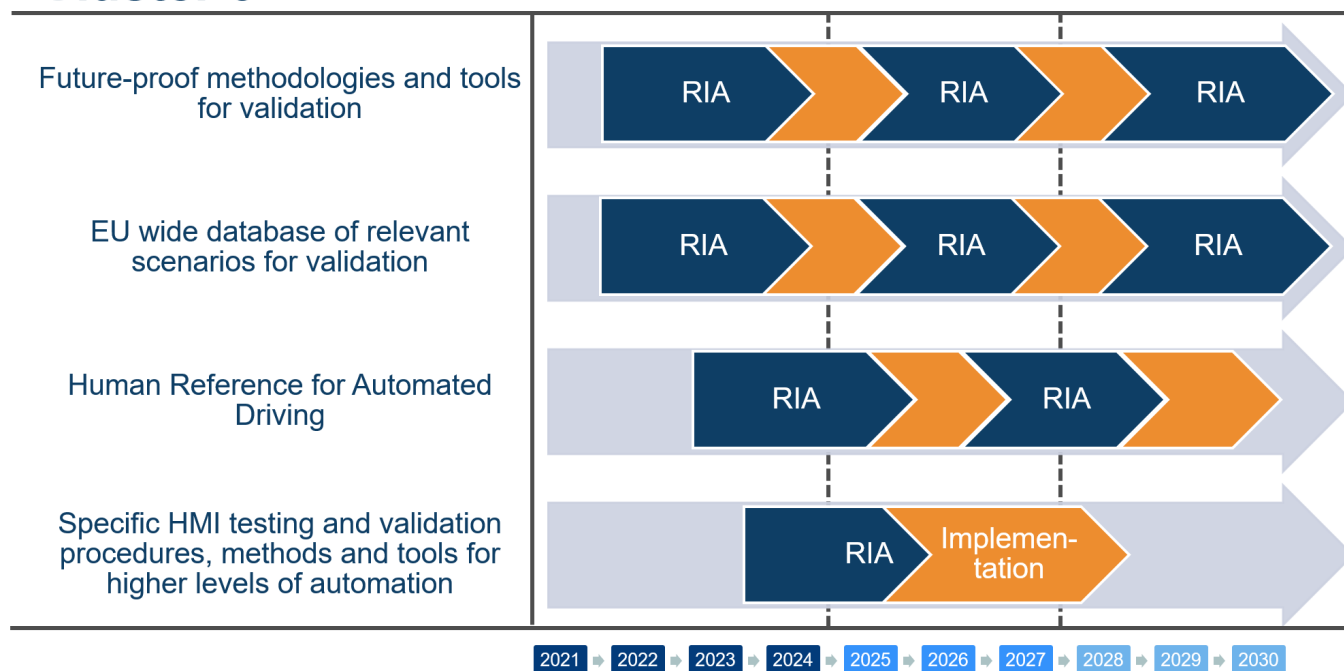 Future-proof methodologies and tools
for validation
RIA
RIA
RIA
EU wide database of relevant
scenarios for validation
RIA
RIA
RIA
Human Reference for Automated
Driving
RIA
RIA
Specific HMI testing and validation
procedures, methods and tools for
higher levels of automation
RIA
Implemen-
tation
2021 2022 2023 2024 2025 2026 2027 2028 2029 2030